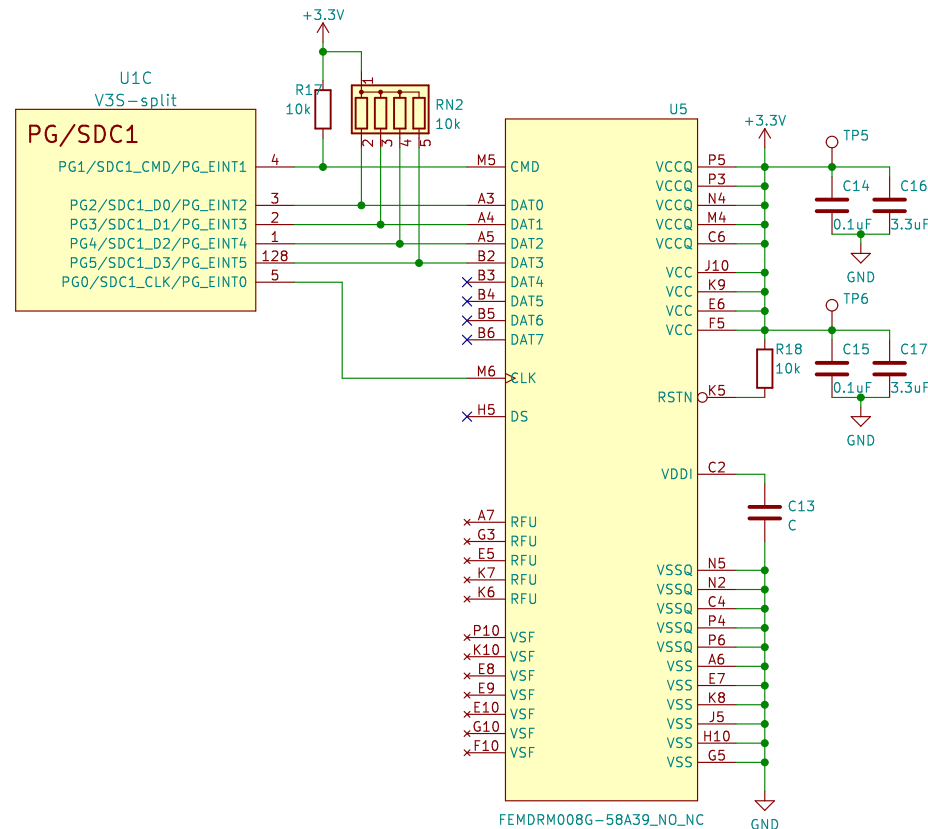 +3.3V
U1C
V3S-split
PG/SDC1
PG1/SDC1_CMD/PG_EINT1
PG2/SDC1_D0/PG_EINT2
PG3/SDC1_D1/PG_EINT3
PG4/SDC1_D2/PG_EINT4
PG5/SDC1_D3/PG_EINT5
PG0/SDC1_CLK/PG_EINT0
4
3
2
1
128
5
R17
10k
1
RN2
10k
2 3 4 5
U5
M5 CMD
A3 DAT0
A4 DAT1
A5 DAT2
B2 DAT3
B3 DAT4
B4 DAT5
B5 DAT6
B6 DAT7
M6 CLK
H5 DS
A7 RFU
G3 RFU
E5 RFU
K7 RFU
K6 RFU
P10 VSF
K10 VSF
E8 VSF
E9 VSF
E10 VSF
G10 VSF
F10 VSF
VCCQ P5
VCCQ P3
VCCQ N4
VCCQ M4
VCCQ C6
VCC J10
VCC K9
VCC E6
VCC F5
RSTN K5
VDDI C2
VSSQ N5
VSSQ N2
VSSQ C4
VSSQ P4
VSSQ P6
VSS A6
VSS E7
VSS K8
VSS J5
VSS H10
VSS G5
FEMDRM008G-58A39_NO_NC
+3.3V
TP5
C14
0.1uF
C16
3.3uF
GND
TP6
R18
10k
C15
0.1uF
C17
3.3uF
GND
C13
C
GND